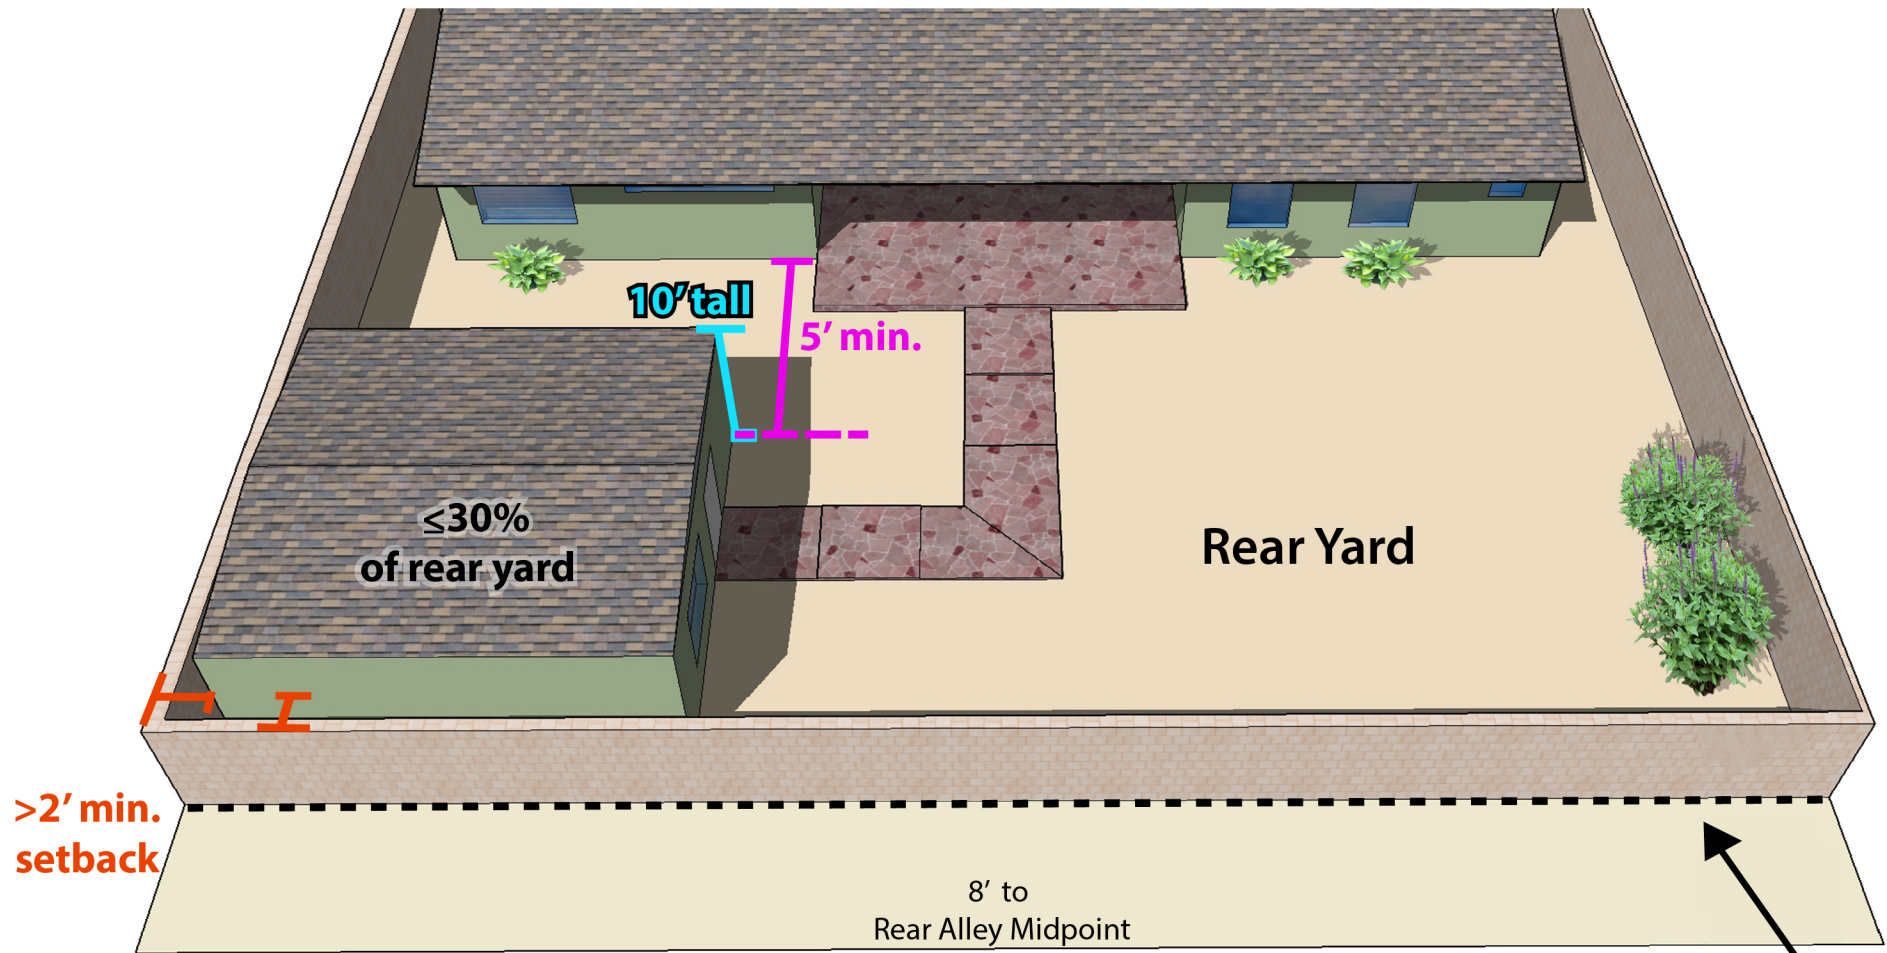 10’ tall
5’ min.
≤30%
of rear yard
Rear Yard
>2’ min.
setback
8’ to
Rear Alley Midpoint